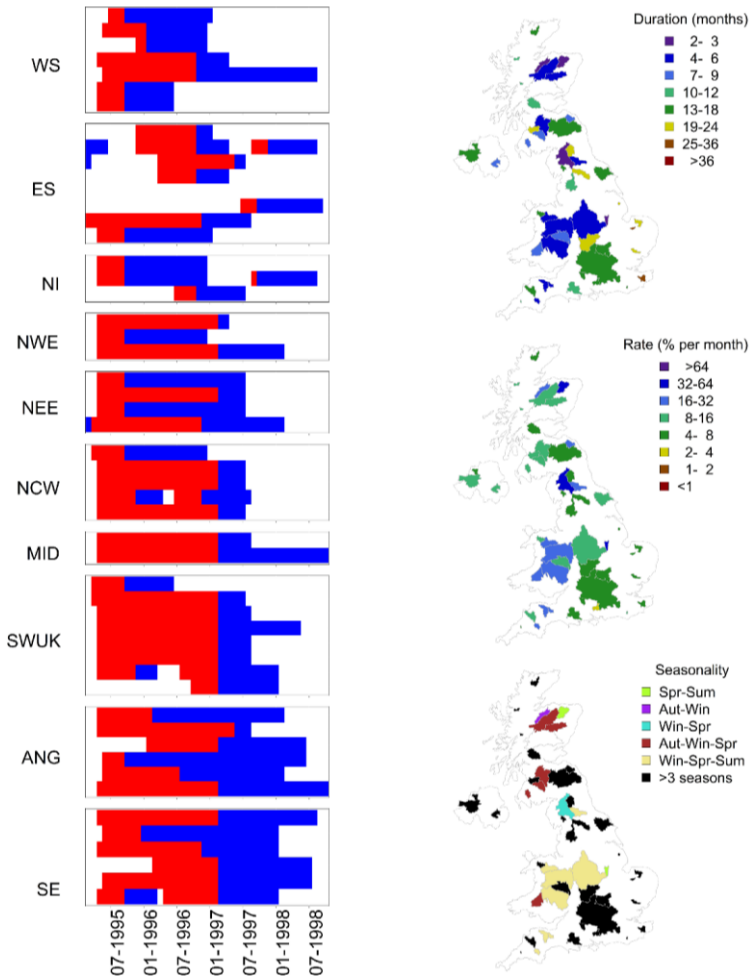 WS
ES
NI
NWE
NEE
NCW
MID
SWUK
ANG
SE
07-1995
01-1996
07-1996
01-1997
07-1997
01-1998
07-1998
Duration (months)
2- 3
4- 6
7- 9
10-12
13-18
19-24
25-36
>36
Rate (% per month)
>64
32-64
16-32
8-16
4- 8
2- 4
1- 2
<1
Seasonality
Spr-Sum
Aut-Win
Win-Spr
Aut-Win-Spr
Win-Spr-Sum
>3 seasons